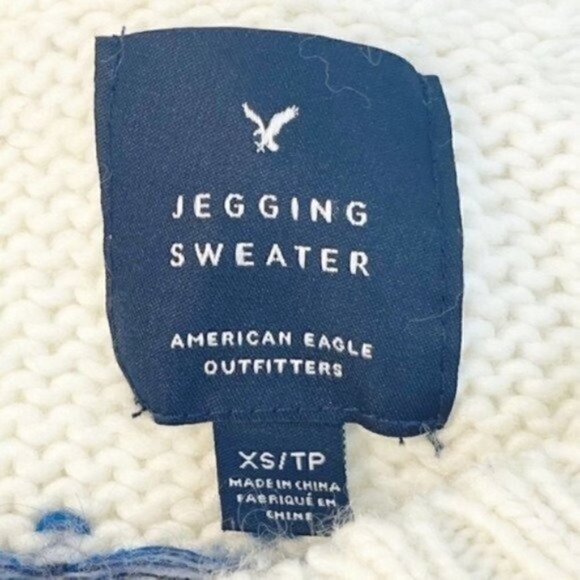 JEGGING
SWEATER
AMERICAN EAGLE
OUTFITTERS
XS/TP
MADE IN CHINA
FABRIQUÉ EN
CHINE